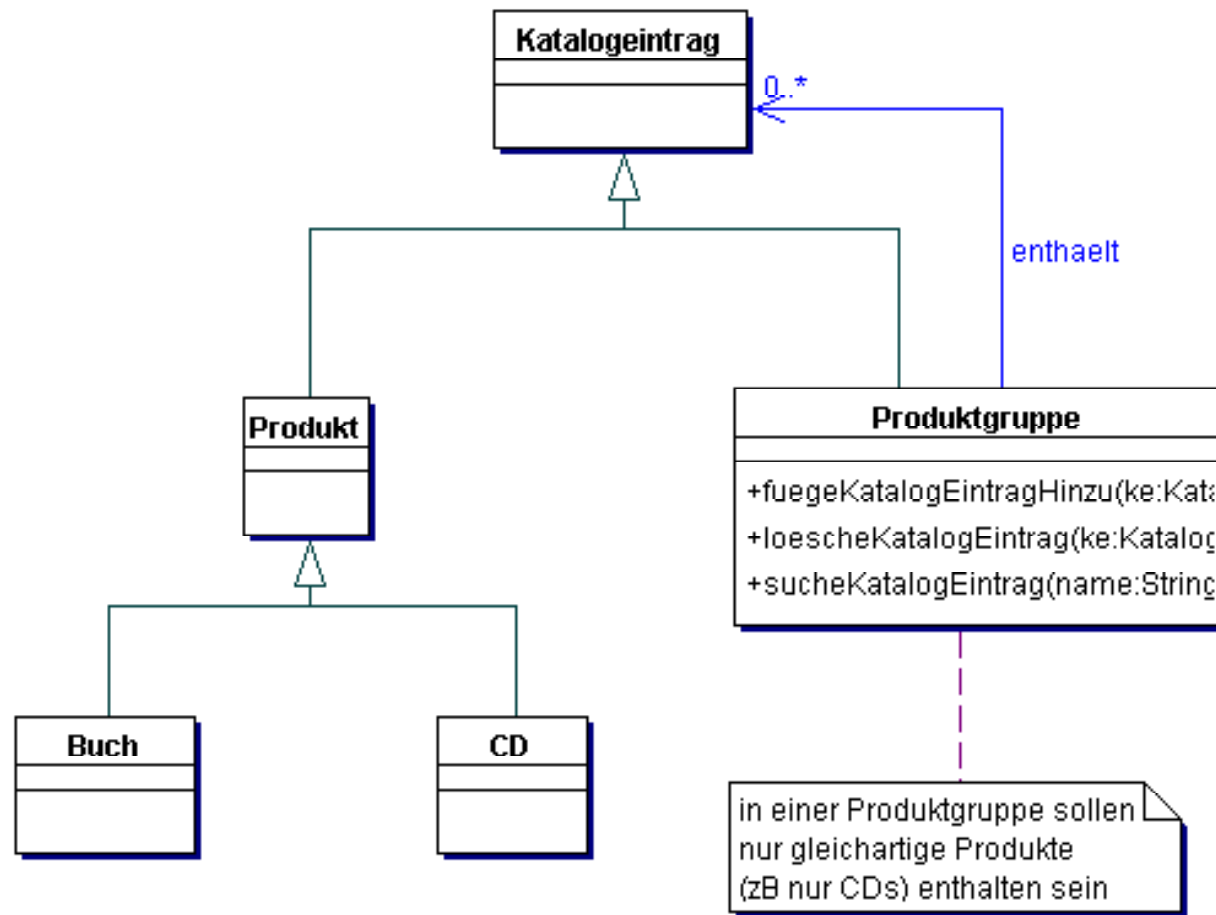 Katalogeintrag
0..*
enthaelt
Produkt
Produktgruppe
+fuegeKatalogEintragHinzu(ke:Kata
+loescheKatalogEintrag(ke:Katalog
+sucheKatalogEintrag(name:String
Buch
CD
in einer Produktgruppe sollen
nur gleichartige Produkte
(zB nur CDs) enthalten sein